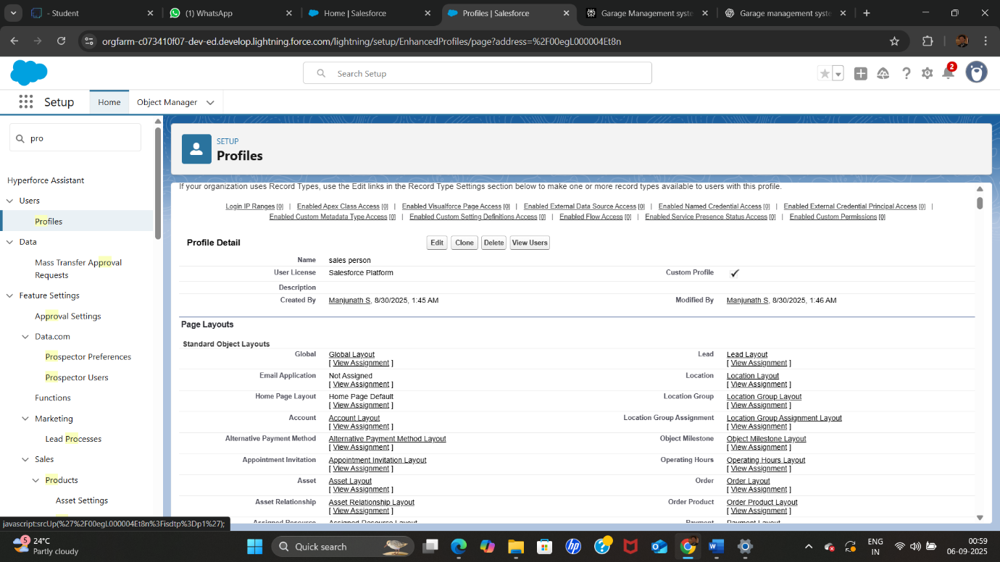 - Student
(1) WhatsApp
Home | Salesforce
Profiles | Salesforce
Garage Management syste
Garage management syste
orgfarm-c073410f07-dev-ed.develop.lightning.force.com/lightning/setup/EnhancedProfiles/page?address=%2F00egL000004Et8n
Search Setup
2
Setup
Home
Object Manager
pro
Hyperforce Assistant
Users
Profiles
Data
Mass Transfer Approval
Requests
Feature Settings
Approval Settings
Data.com
Prospector Preferences
Prospector Users
Functions
Marketing
Lead Processes
Sales
Products
Asset Settings
SETUP
Profiles
If your organization uses Record Types, use the Edit links in the Record Type Settings section below to make one or more record types available to users with this profile.
Login IP Ranges [0] | Enabled Apex Class Access [0] | Enabled Visualforce Page Access [0] | Enabled External Data Source Access [0] | Enabled Named Credential Access [0] | Enabled External Credential Principal Access [0] |
Enabled Custom Metadata Type Access [0] | Enabled Custom Setting Definitions Access [0] | Enabled Flow Access [0] | Enabled Service Presence Status Access [0] | Enabled Custom Permissions [0]
Profile Detail Edit Clone Delete View Users
Name sales person
User License Salesforce Platform Custom Profile
Description
Created By Manjunath S, 8/30/2025, 1:45 AM Modified By Manjunath S, 8/30/2025, 1:46 AM
Page Layouts
Standard Object Layouts
Global Global Layout Lead Lead Layout
[ View Assignment ] [ View Assignment ]
Email Application Not Assigned Location Location Layout
[ View Assignment ] [ View Assignment ]
Home Page Layout Home Page Default Location Group Location Group Layout
[ View Assignment ] [ View Assignment ]
Account Account Layout Location Group Assignment Location Group Assignment Layout
[ View Assignment ] [ View Assignment ]
Alternative Payment Method Alternative Payment Method Layout Object Milestone Object Milestone Layout
[ View Assignment ] [ View Assignment ]
Appointment Invitation Appointment Invitation Layout Operating Hours Operating Hours Layout
[ View Assignment ] [ View Assignment ]
Asset Asset Layout Order Order Layout
[ View Assignment ] [ View Assignment ]
Asset Relationship Asset Relationship Layout Order Product Order Product Layout
[ View Assignment ] [ View Assignment ]
Assigned Resource Assigned Resource Layout Payment Payment Layout
javascript:srcUp(%27%2F00egL000004Et8n%3Fisdtp%3Dp1%27);
5
24°C
Partly cloudy
Quick search
ENG
IN
00:59
06-09-2025